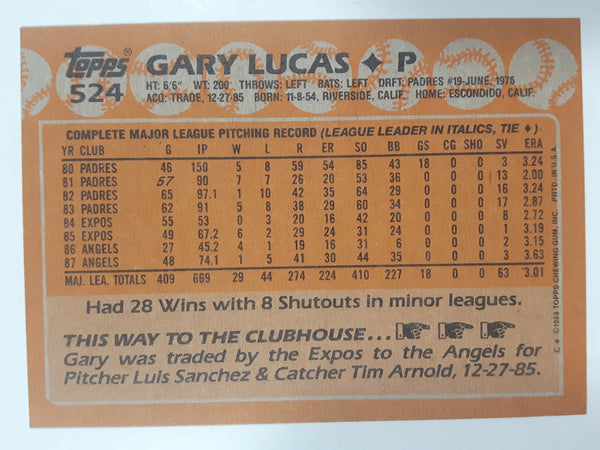 Topps® GARY LUCAS ♦ P
524 HT: 6'6" WT: 200 THROWS: LEFT BATS: LEFT DRFT: PADRES #19-JUNE, 1976
ACQ: TRADE, 12-27-85 BORN: 11-8-54, RIVERSIDE, CALIF. HOME: ESCONDIDO, CALIF.
COMPLETE MAJOR LEAGUE PITCHING RECORD (LEAGUE LEADER IN ITALICS, TIE ♦)
YR CLUB G IP W L R ER SO BB GS CG SHO SV ERA
80 PADRES 46 150 5 8 59 54 85 43 18 0 0 3 3.24
81 PADRES 57 90 7 7 26 20 53 36 0 0 0 13 2.00
82 PADRES 65 97.1 1 10 42 35 64 29 0 0 0 16 3.24
83 PADRES 62 91 5 8 38 29 60 34 0 0 0 17 2.87
84 EXPOS 55 53 0 3 20 16 42 20 0 0 0 8 2.72
85 EXPOS 49 67.2 6 2 29 24 31 24 0 0 0 1 3.19
86 ANGELS 27 45.2 4 1 19 16 31 6 0 0 0 2 3.15
87 ANGELS 48 74.1 1 5 41 30 44 35 0 0 0 3 3.63
MAJ. LEA. TOTALS 409 669 29 44 274 224 410 227 18 0 0 63 3.01
Had 28 Wins with 8 Shutouts in minor leagues.
THIS WAY TO THE CLUBHOUSE...
Gary was traded by the Expos to the Angels for
Pitcher Luis Sanchez & Catcher Tim Arnold, 12-27-85.
C * ©1988 TOPPS CHEWING GUM, INC. PRTD. IN U.S.A.